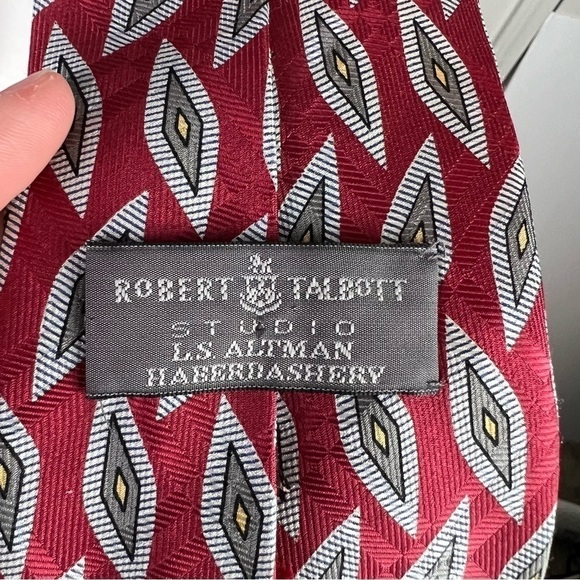 ROBERT TALBOTT
STUDIO
L.S. ALTMAN
HABERDASHERY